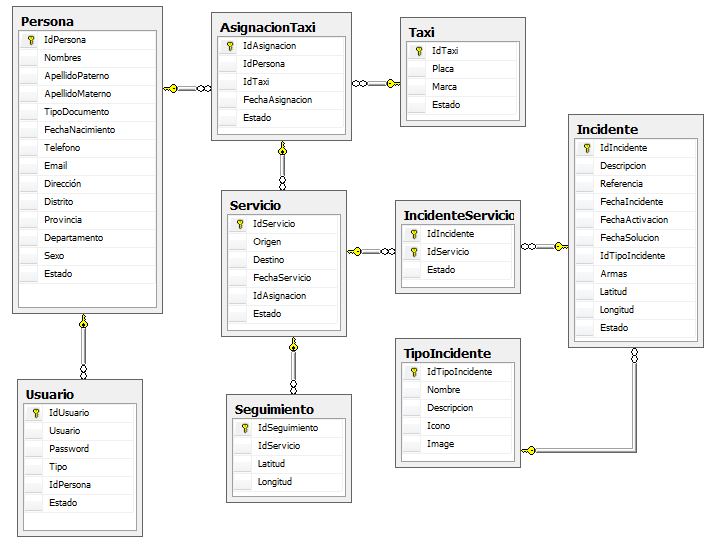 Persona
IdPersona
Nombres
ApellidoPaterno
ApellidoMaterno
TipoDocumento
FechaNacimiento
Telefono
Email
Dirección
Distrito
Provincia
Departamento
Sexo
Estado
AsignacionTaxi
IdAsignacion
IdPersona
IdTaxi
FechaAsignacion
Estado
Taxi
IdTaxi
Placa
Marca
Estado
Incidente
IdIncidente
Descripcion
Referencia
FechaIncidente
FechaActivacion
FechaSolucion
IdTipoIncidente
Armas
Latitud
Longitud
Estado
Servicio
IdServicio
Origen
Destino
FechaServicio
IdAsignacion
Estado
IncidenteServicio
IdIncidente
IdServicio
Estado
TipoIncidente
IdTipoIncidente
Nombre
Descripcion
Icono
Image
Usuario
IdUsuario
Usuario
Password
Tipo
IdPersona
Estado
Seguimiento
IdSeguimiento
IdServicio
Latitud
Longitud